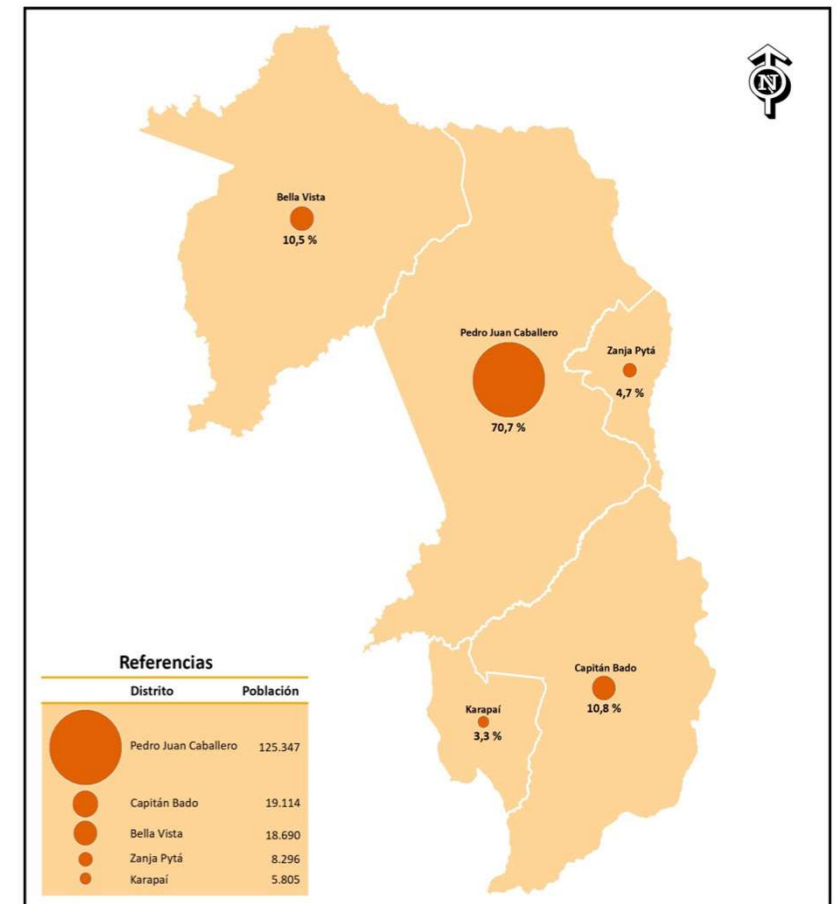 N
Bella Vista
10,5 %
Pedro Juan Caballero
70,7 %
Zanja Pytá
4,7 %
Capitán Bado
10,8 %
Karapaí
3,3 %
Referencias
Distrito Población
Pedro Juan Caballero 125.347
Capitán Bado 19.114
Bella Vista 18.690
Zanja Pytá 8.296
Karapaí 5.805